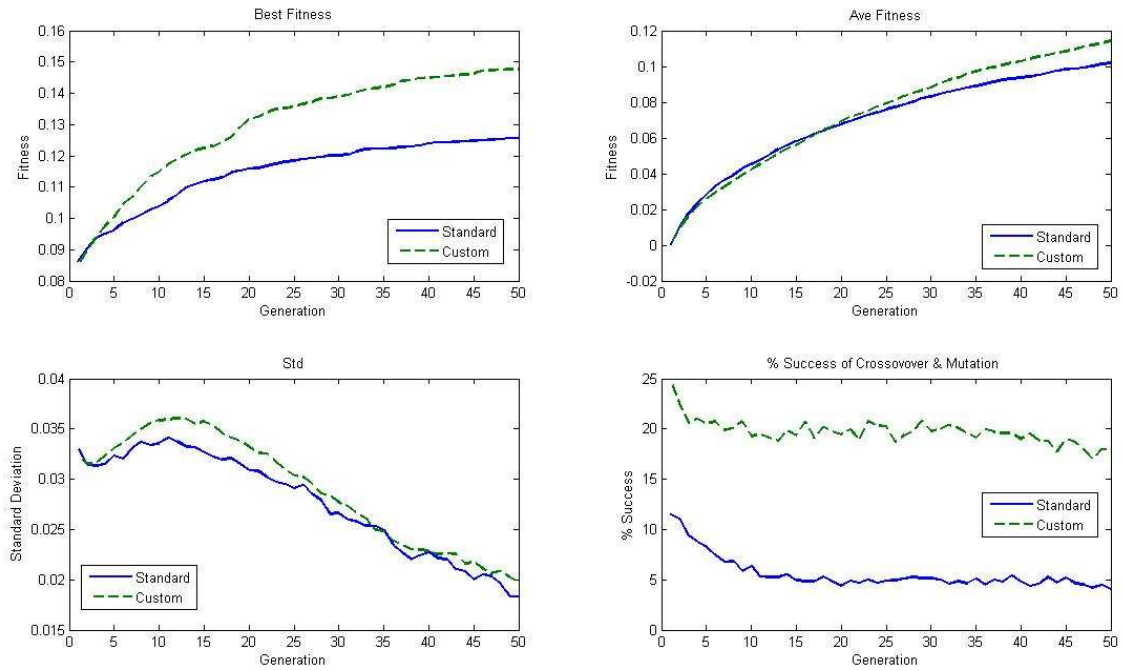 Best Fitness
0.16
0.15
0.14
0.13
0.12
0.11
0.1
0.09
0.08
Fitness
Standard
Custom
0 5 10 15 20 25 30 35 40 45 50
Generation
Ave Fitness
0.12
0.1
0.08
0.06
0.04
0.02
0
-0.02
Fitness
Standard
Custom
0 5 10 15 20 25 30 35 40 45 50
Generation
Std
0.04
0.035
0.03
0.025
0.02
0.015
Standard Deviation
Standard
Custom
0 5 10 15 20 25 30 35 40 45 50
Generation
% Success of Crossovover & Mutation
25
20
15
10
5
0
% Success
Standard
Custom
0 5 10 15 20 25 30 35 40 45 50
Generation